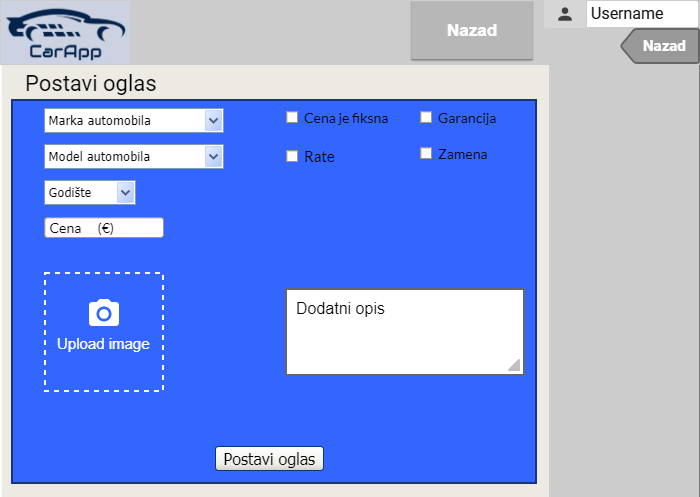 CarApp
Nazad
Username
Nazad
Postavi oglas
Marka automobila
Cena je fiksna
Garancija
Model automobila
Rate
Zamena
Godište
Cena (€)
Dodatni opis
Upload image
Postavi oglas